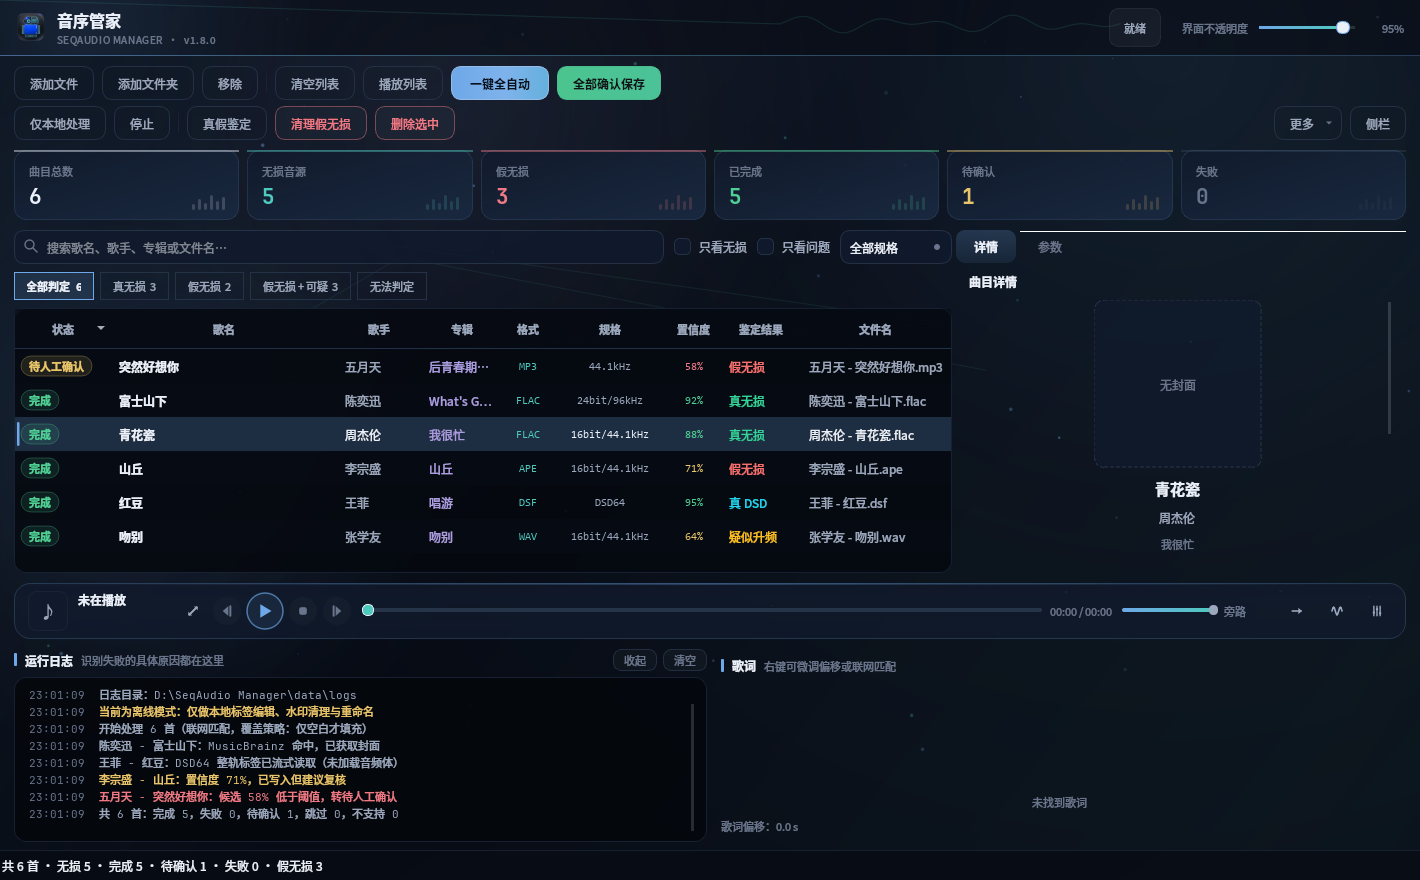 音序管家
SEQAUDIO MANAGER • v1.8.0
就绪
界面不透明度
95%
添加文件
添加文件夹
移除
清空列表
播放列表
一键全自动
全部确认保存
仅本地处理
停止
真假鉴定
清理假无损
删除选中
更多
侧栏
曲目总数
6
无损音源
5
假无损
3
已完成
5
待确认
1
失败
0
搜索歌名、歌手、专辑或文件名…
只看无损
只看问题
全部规格
详情
参数
全部判定 6
真无损 3
假无损 2
假无损+可疑 3
无法判定
曲目详情
状态 歌名 歌手 专辑 格式 规格 置信度 鉴定结果 文件名
待人工确认 突然好想你 五月天 后青春期… MP3 44.1kHz 58% 假无损 五月天 - 突然好想你.mp3
完成 富士山下 陈奕迅 What's G… FLAC 24bit/96kHz 92% 真无损 陈奕迅 - 富士山下.flac
完成 青花瓷 周杰伦 我很忙 FLAC 16bit/44.1kHz 88% 真无损 周杰伦 - 青花瓷.flac
完成 山丘 李宗盛 山丘 APE 16bit/44.1kHz 71% 假无损 李宗盛 - 山丘.ape
完成 红豆 王菲 唱游 DSF DSD64 95% 真 DSD 王菲 - 红豆.dsf
完成 吻别 张学友 吻别 WAV 16bit/44.1kHz 64% 疑似升频 张学友 - 吻别.wav
无封面
青花瓷
周杰伦
我很忙
未在播放
00:00 / 00:00
旁路
运行日志 识别失败的具体原因都在这里
收起
清空
23:01:09 日志目录：D:\SeqAudio Manager\data\logs
23:01:09 当前为离线模式：仅做本地标签编辑、水印清理与重命名
23:01:09 开始处理 6 首（联网匹配，覆盖策略：仅空白才填充）
23:01:09 陈奕迅 - 富士山下：MusicBrainz 命中，已获取封面
23:01:09 王菲 - 红豆：DSD64 整轨标签已流式读取（未加载音频体）
23:01:09 李宗盛 - 山丘：置信度 71%，已写入但建议复核
23:01:09 五月天 - 突然好想你：候选 58% 低于阈值，转待人工确认
23:01:09 共 6 首：完成 5，失败 0，待确认 1，跳过 0，不支持 0
歌词 右键可微调偏移或联网匹配
未找到歌词
歌词偏移：0.0 s
共 6 首 • 无损 5 • 完成 5 • 待确认 1 • 失败 0 • 假无损 3